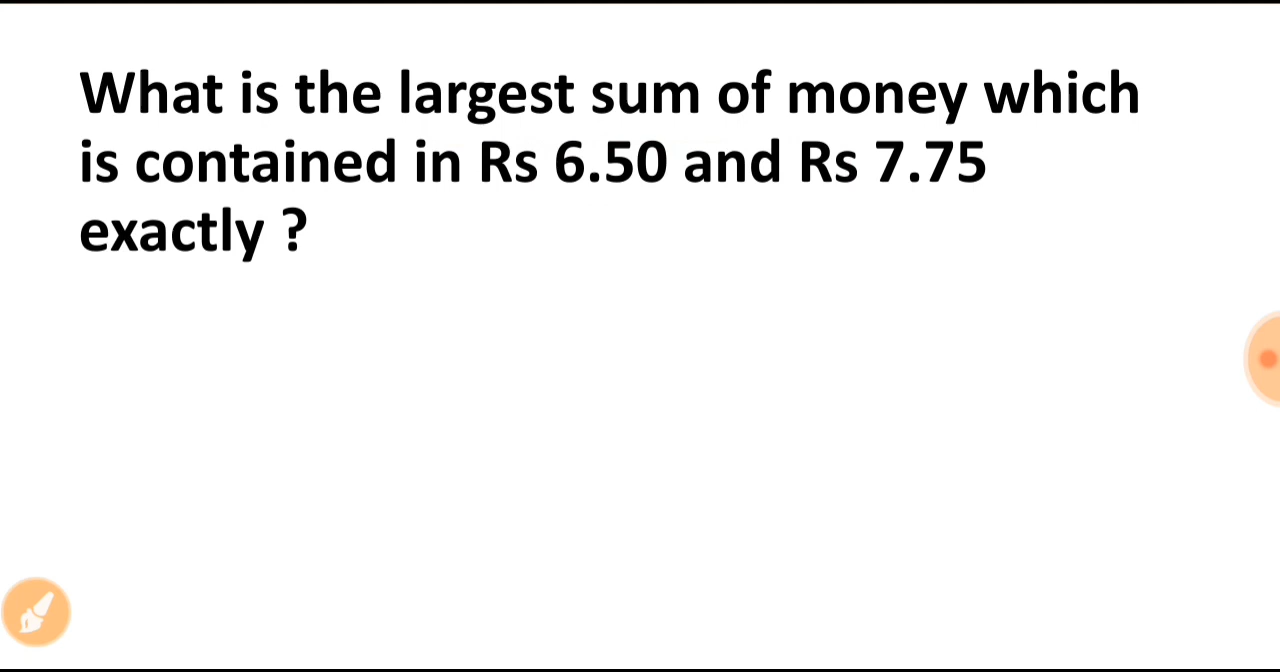 What is the largest sum of money which
is contained in Rs 6.50 and Rs 7.75
exactly ?